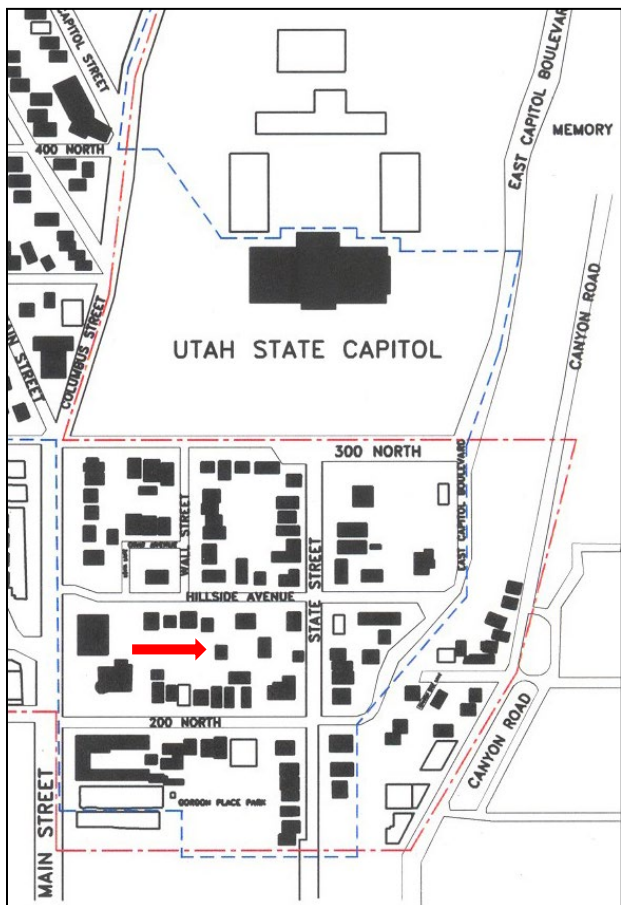 CAPITOL STREET
400 NORTH
EAST CAPITOL BOULEVARD
MEMORY
CANYON ROAD
UTAH STATE CAPITOL
COLUMBUS STREET
STREET
300 NORTH
WALL STREET
EAST CAPITOL BOULEVARD
STATE STREET
HILLSIDE AVENUE
200 NORTH
CANYON ROAD
GORDON PLACE PARK
MAIN STREET